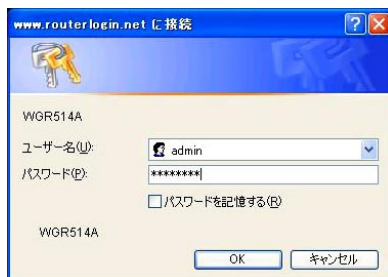 www.routerlogin.net に接続
WGR514A
ユーザー名(U):
admin
パスワード(P):
********
パスワードを記憶する(R)
WGR514A
OK
キャンセル